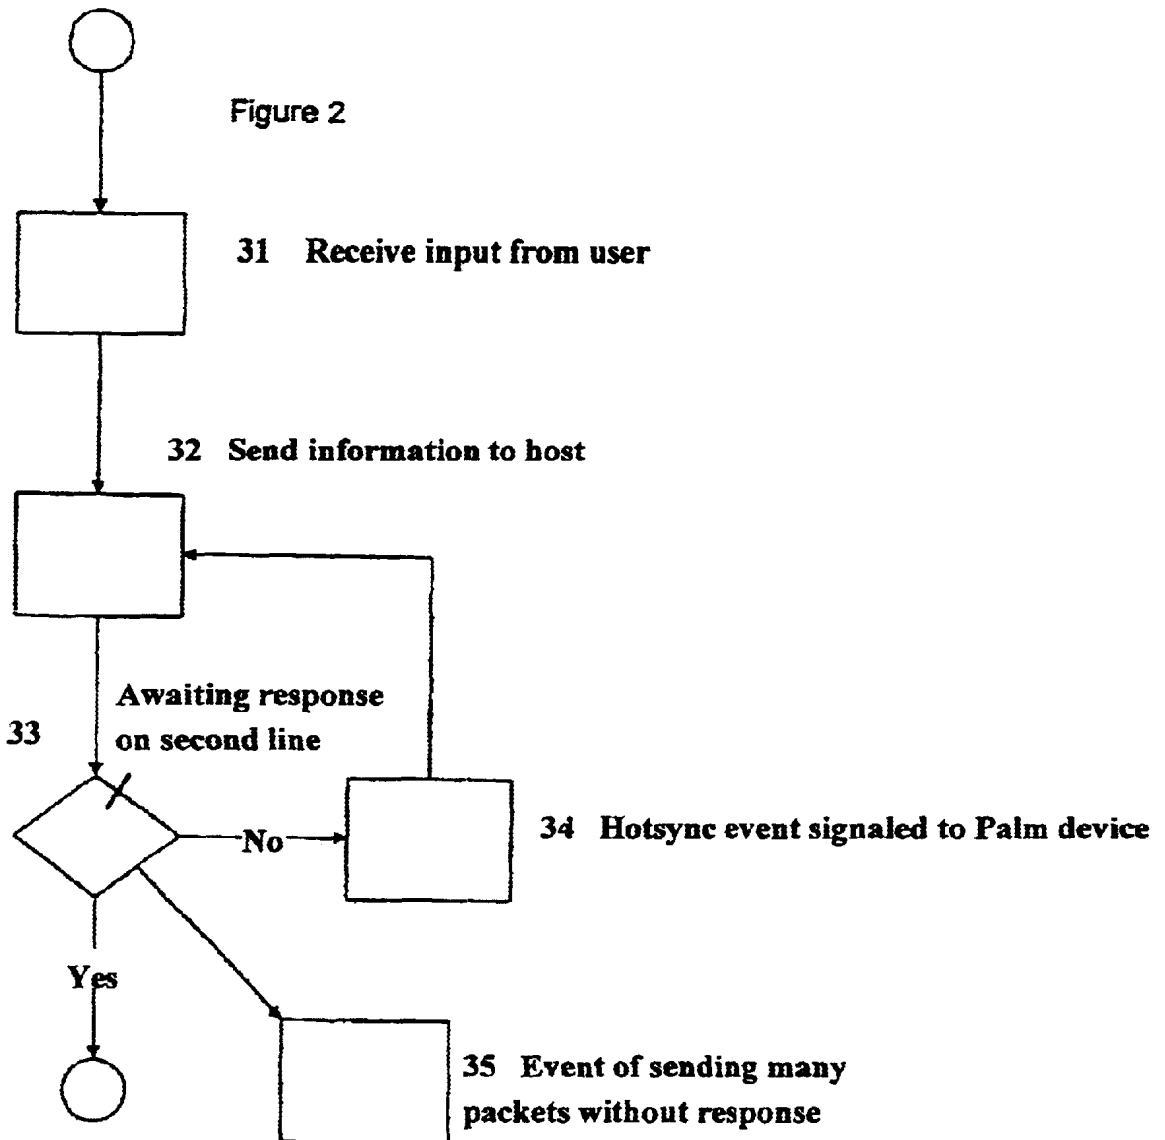 Figure 2
31 Receive input from user
32 Send information to host
Awaiting response
on second line
33
No
34 Hotsync event signaled to Palm device
Yes
35 Event of sending many
packets without response